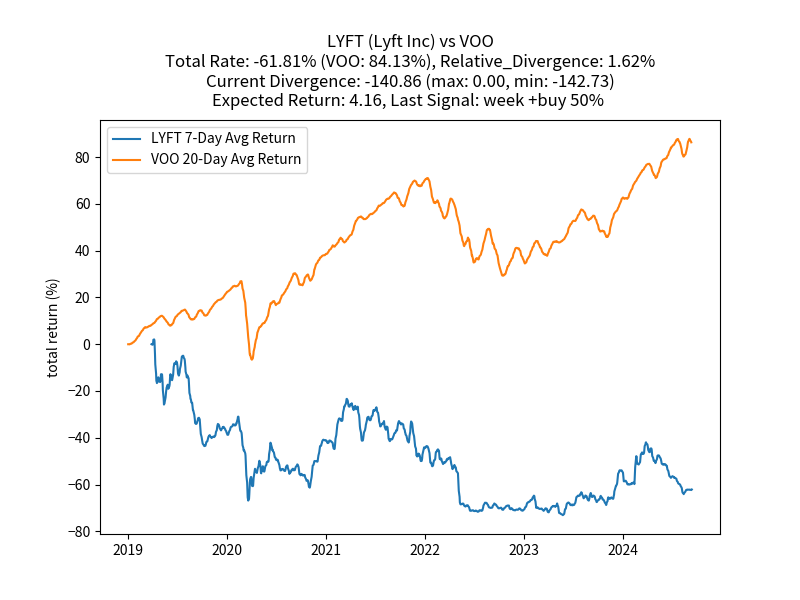 LYFT (Lyft Inc) vs VOO
Total Rate: -61.81% (VOO: 84.13%), Relative_Divergence: 1.62%
Current Divergence: -140.86 (max: 0.00, min: -142.73)
Expected Return: 4.16, Last Signal: week +buy 50%
LYFT 7-Day Avg Return
VOO 20-Day Avg Return
total return (%)
80
60
40
20
0
−20
−40
−60
−80
2019
2020
2021
2022
2023
2024